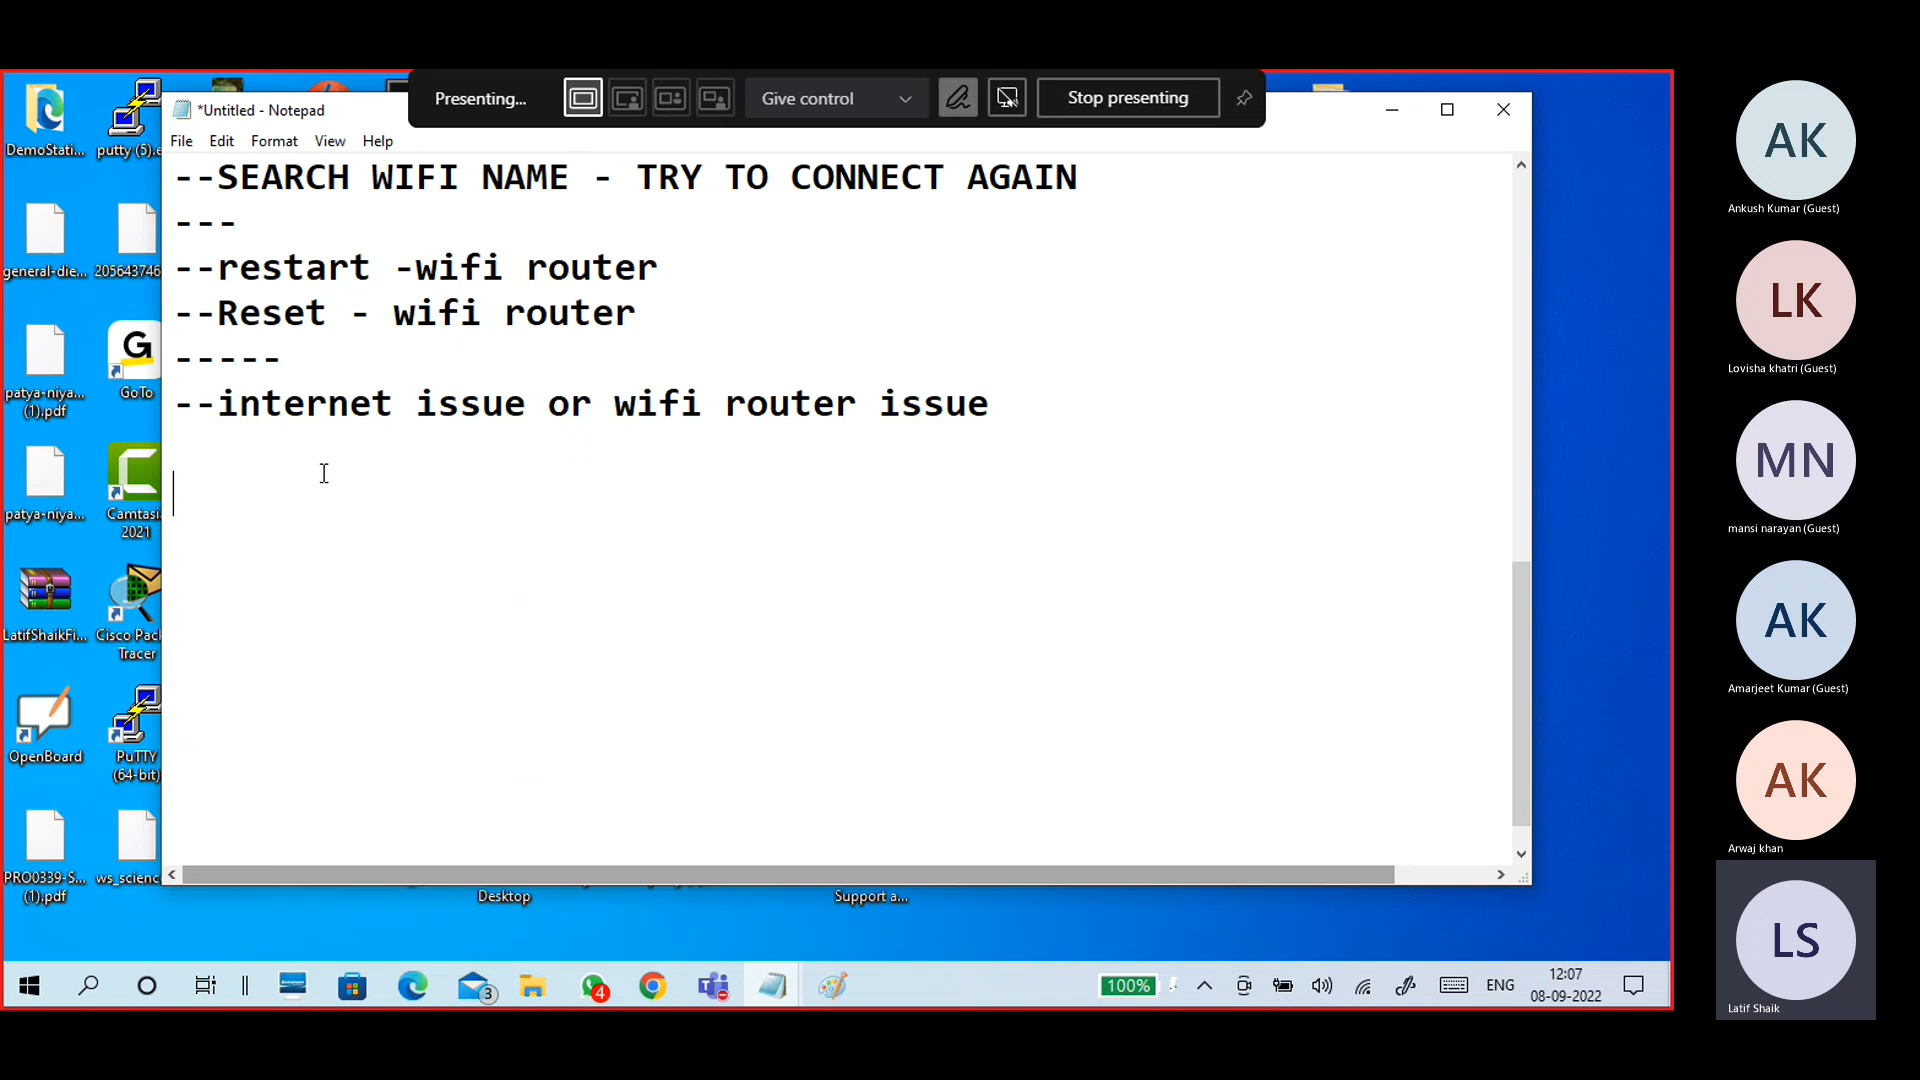 Presenting...
Give control
Stop presenting
*Untitled - Notepad
File Edit Format View Help
--SEARCH WIFI NAME - TRY TO CONNECT AGAIN
---
--restart -wifi router
--Reset - wifi router
-----
--internet issue or wifi router issue
DemoStati...
putty (5).e
general-die...
205643746
patya-niya...
(1).pdf
GoTo
patya-niya...
Camtasi
2021
LatifShaikFi...
Cisco Pack
Tracer
OpenBoard
PuTTY
(64-bit)
PRO0339-S...
(1).pdf
ws_scienc
Desktop
Support a...
3
4
100%
ENG
12:07
08-09-2022
AK
Ankush Kumar (Guest)
LK
Lovisha khatri (Guest)
MN
mansi narayan (Guest)
AK
Amarjeet Kumar (Guest)
AK
Arwaj khan
LS
Latif Shaik